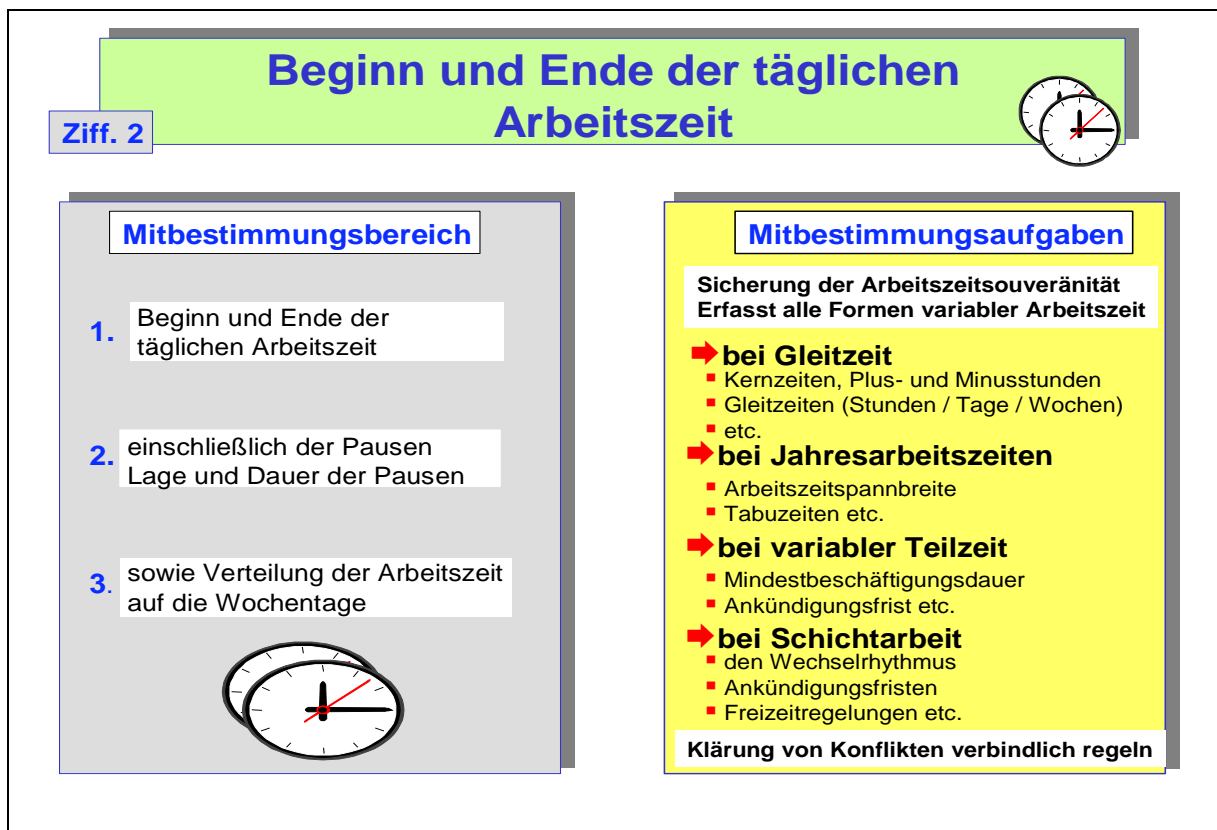 Beginn und Ende der täglichen
Arbeitszeit
Ziff. 2
Mitbestimmungsbereich
1.
Beginn und Ende der
täglichen Arbeitszeit
2.
einschließlich der Pausen
Lage und Dauer der Pausen
3.
sowie Verteilung der Arbeitszeit
auf die Wochentage
Mitbestimmungsaufgaben
Sicherung der Arbeitszeitsouveränität
Erfasst alle Formen variabler Arbeitszeit
bei Gleitzeit
Kernzeiten, Plus- und Minusstunden
Gleitzeiten (Stunden / Tage / Wochen)
etc.
bei Jahresarbeitszeiten
Arbeitszeitspannbreite
Tabuzeiten etc.
bei variabler Teilzeit
Mindestbeschäftigungsdauer
Ankündigungsfrist etc.
bei Schichtarbeit
den Wechselrhythmus
Ankündigungsfristen
Freizeitregelungen etc.
Klärung von Konflikten verbindlich regeln